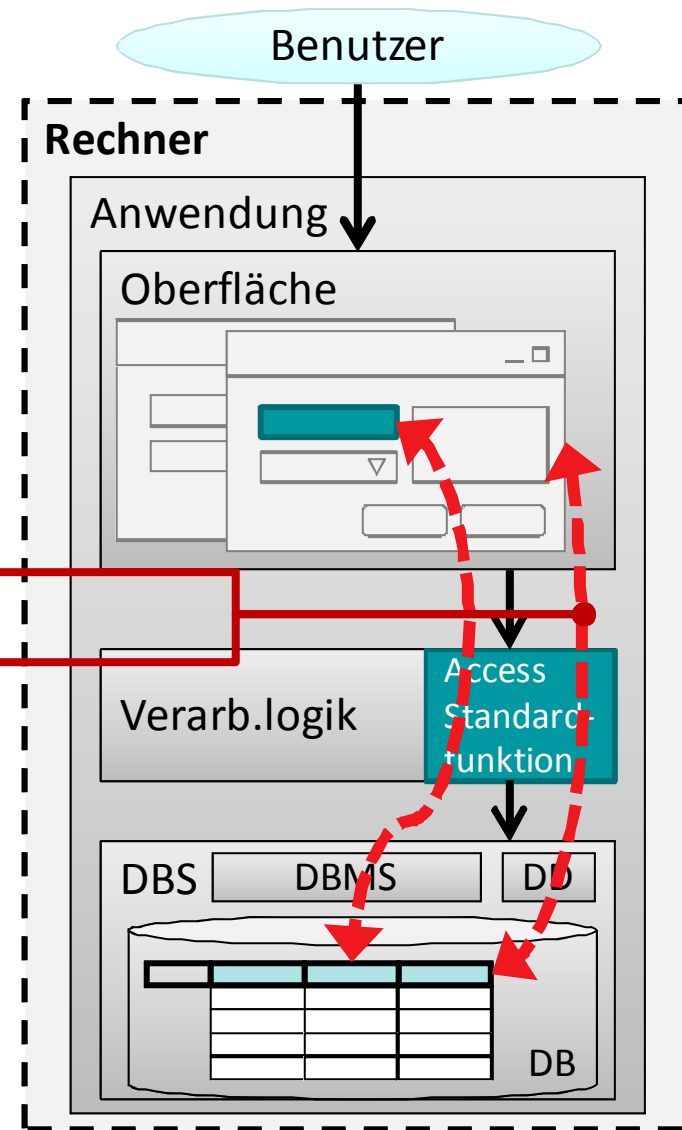 Benutzer
Rechner
Anwendung
Oberfläche
Verarb.logik
Access
Standard-
funktion
DBS
DBMS
DD
DB